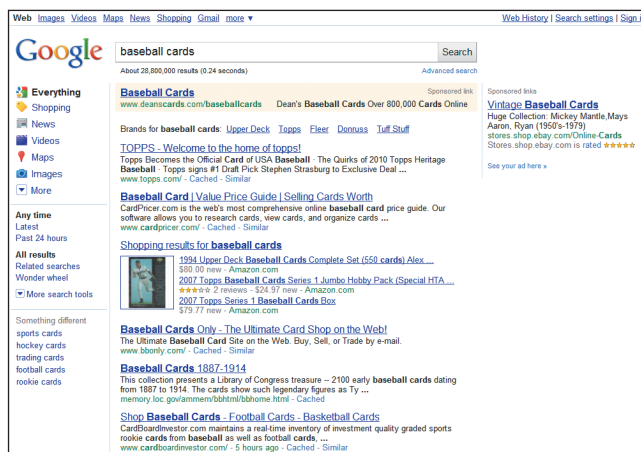 Web Images Videos Maps News Shopping Gmail more ▼
Web History | Search settings | Sign i
Google
baseball cards
Search
About 28,800,000 results (0.24 seconds)
Advanced search
Everything
Shopping
News
Videos
Maps
Images
More
Any time
Latest
Past 24 hours
All results
Related searches
Wonder wheel
More search tools
Something different
sports cards
hockey cards
trading cards
football cards
rookie cards
Baseball Cards
Sponsored link
www.deanscards.com/baseballcards Dean's Baseball Cards Over 800,000 Cards Online
Brands for baseball cards: Upper Deck Topps Fleer Donruss Tuff Stuff
TOPPS - Welcome to the home of topps!
Topps Becomes the Official Card of USA Baseball · The Quirks of 2010 Topps Heritage
Baseball · Topps signs #1 Draft Pick Stephen Strasburg to Exclusive Deal ...
www.topps.com/ - Cached - Similar
Baseball Card | Value Price Guide | Selling Cards Worth
CardPricer.com is the web's most comprehensive online baseball card price guide. Our
software allows you to research cards, view cards, and organize cards ...
www.cardpricer.com/ - Cached - Similar
Shopping results for baseball cards
1994 Upper Deck Baseball Cards Complete Set (550 cards) Alex ...
$80.00 new - Amazon.com
2007 Topps Baseball Cards Series 1 Jumbo Hobby Pack (Special HTA ...
2 reviews - $24.97 new - Amazon.com
2007 Topps Series 1 Baseball Cards Box
$79.77 new - Amazon.com
Baseball Cards Only - The Ultimate Card Shop on the Web!
The Ultimate Baseball Card Site on the Web. Buy, Sell, or Trade by e-mail.
www.bbonly.com/ - Cached - Similar
Baseball Cards 1887-1914
This collection presents a Library of Congress treasure -- 2100 early baseball cards dating
from 1887 to 1914. The cards show such legendary figures as Ty ...
memory.loc.gov/ammem/bbhtml/bbhome.html - Cached
Shop Baseball Cards - Football Cards - Basketball Cards
CardBoardInvestor.com maintains a real-time inventory of investment quality graded sports
rookie cards from baseball as well as football cards, ...
www.cardboardinvestor.com/ - 5 hours ago - Cached - Similar
Sponsored links
Vintage Baseball Cards
Huge Collection: Mickey Mantle,Mays
Aaron, Ryan (1950's-1979)
stores.shop.ebay.com/Online-Cards
Stores.shop.ebay.com is rated
See your ad here »